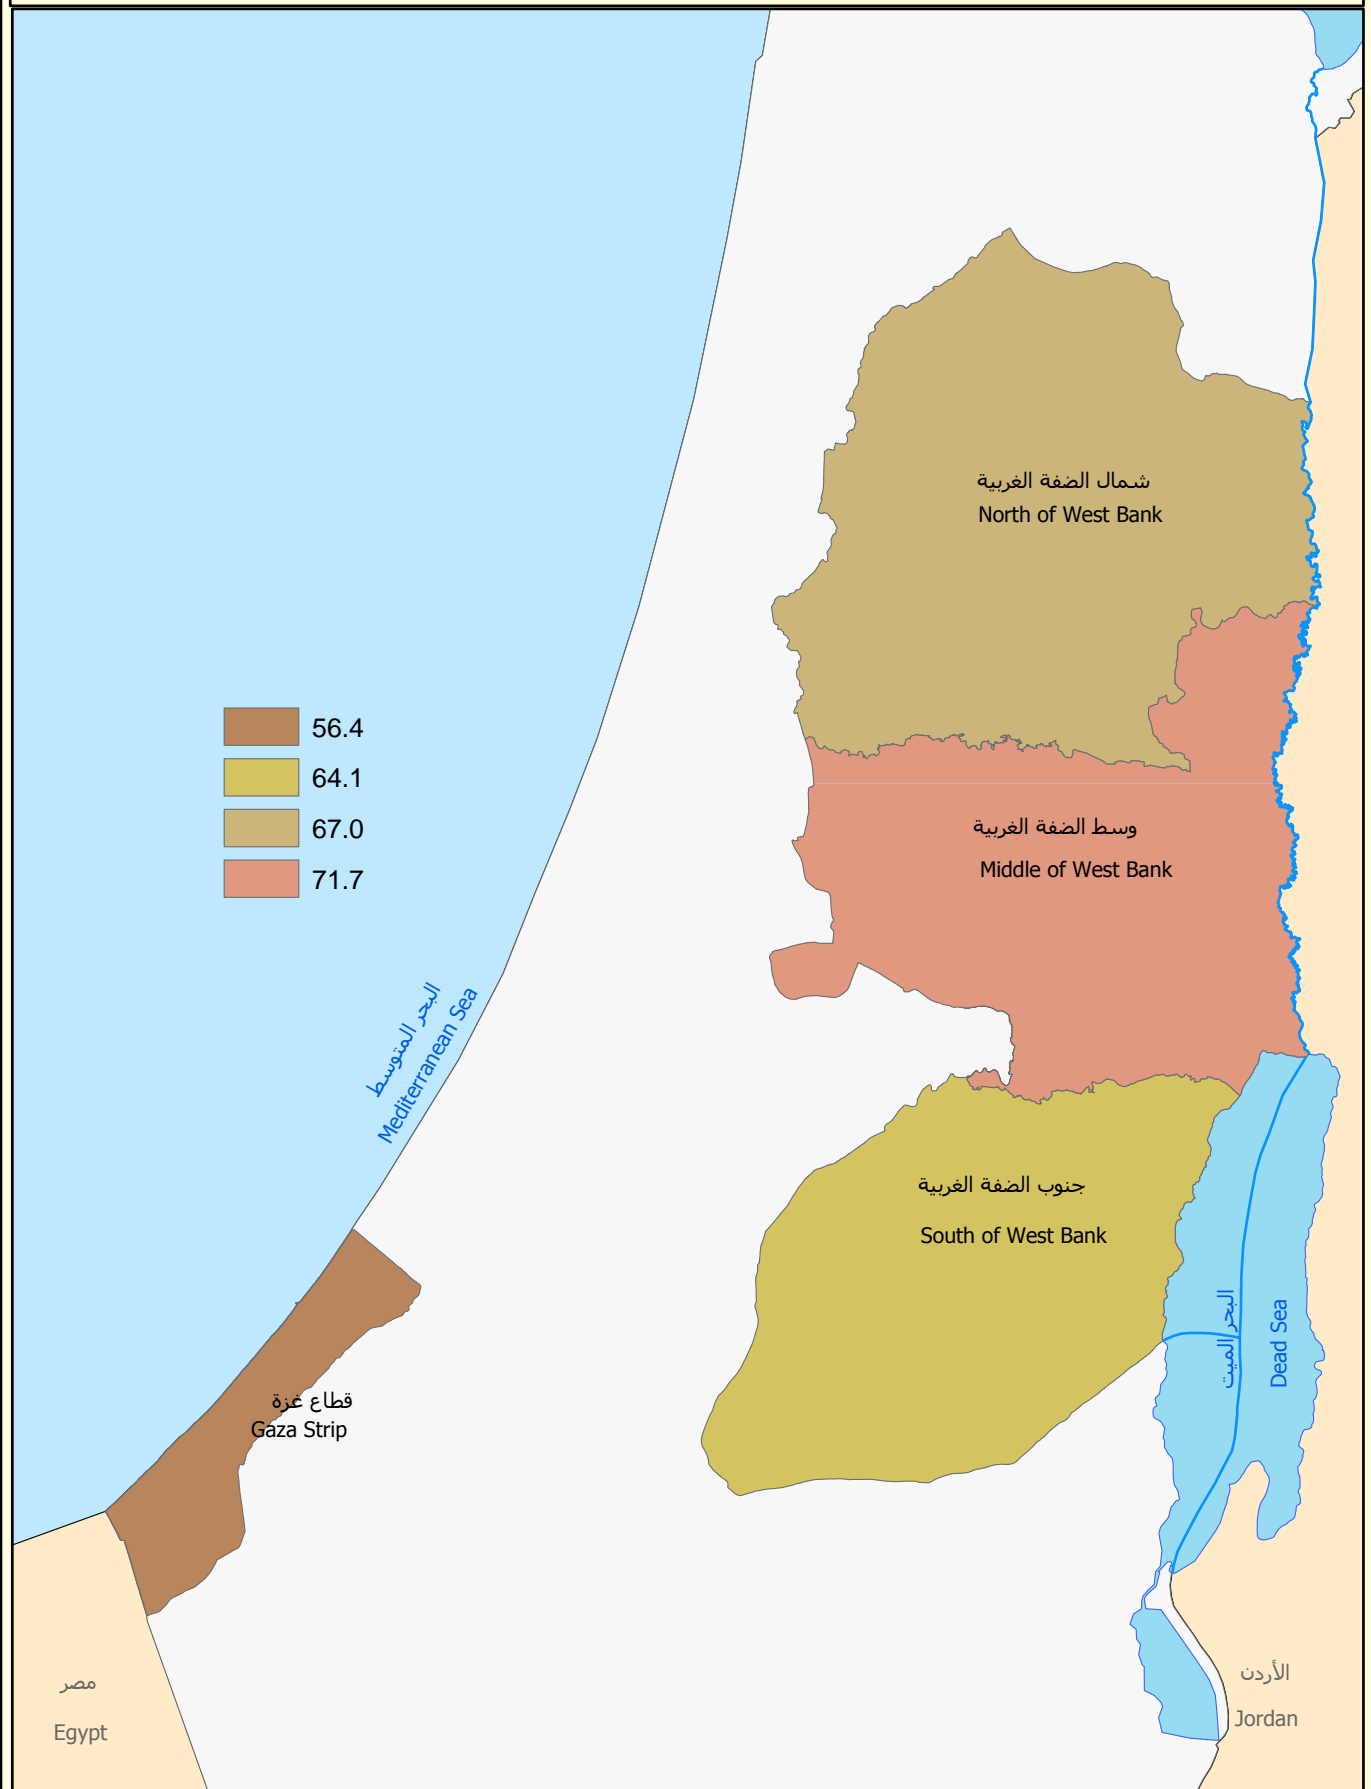 شمال الضفة الغربية
North of West Bank
56.4
64.1
67.0
71.7
وسط الضفة الغربية
Middle of West Bank
البحر المتوسط
Mediterranean Sea
جنوب الضفة الغربية
South of West Bank
البحر الميت
Dead Sea
قطاع غزة
Gaza Strip
مصر
Egypt
الأردن
Jordan